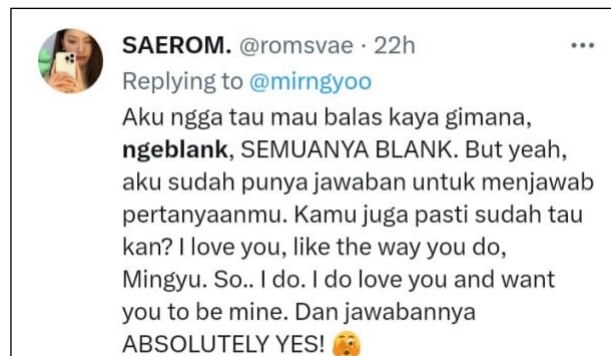 SAEROM. @romsvae · 22h
Replying to @mirngyoo
Aku ngga tau mau balas kaya gimana,
ngeblank, SEMUANYA BLANK. But yeah,
aku sudah punya jawaban untuk menjawab
pertanyaanmu. Kamu juga pasti sudah tau
kan? I love you, like the way you do,
Mingyu. So.. I do. I do love you and want
you to be mine. Dan jawabannya
ABSOLUTELY YES! 🫣